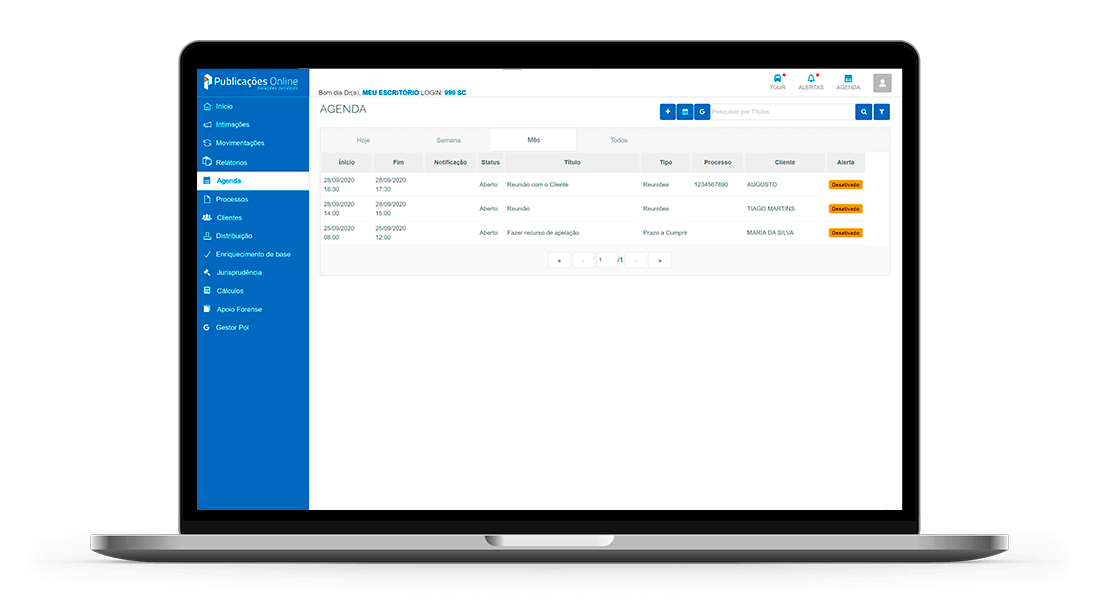 Publicações Online
Soluções Jurídicas
Início
Intimações
Movimentações
Relatórios
Agenda
Processos
Clientes
Distribuição
Enriquecimento de base
Jurisprudência
Cálculos
Apoio Forense
G Gestor Pol
TOUR ALERTAS AGENDA
Bom dia Dr(a), MEU ESCRITÓRIO LOGIN: 999 SC
AGENDA
+ G Pesquisar por Títulos
Hoje Semana Mês Todos
Ínicio Fim Notificação Status Título Tipo Processo Cliente Alerta
28/09/2020 16:30 28/09/2020 17:30 Aberto Reunião com o Cliente Reuniões 1234567890 AUGUSTO Desativado
28/09/2020 14:00 28/09/2020 15:00 Aberto Reunião Reuniões TIAGO MARTINS Desativado
25/09/2020 08:00 25/09/2020 12:00 Aberto Fazer recurso de apelação Prazo a Cumprir MARIA DA SILVA Desativado
« ‹ 1 /1 › »